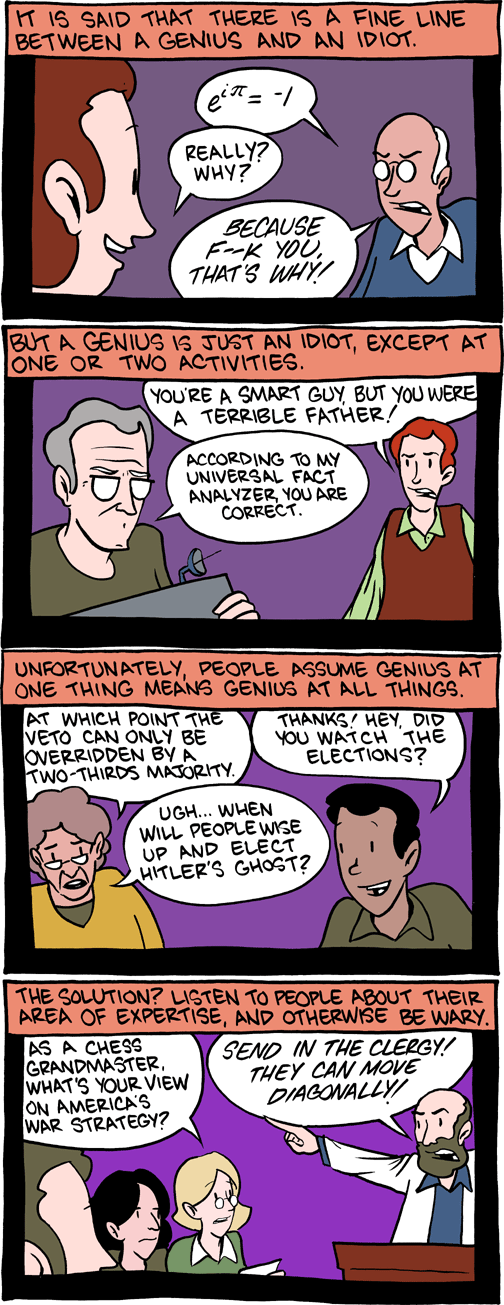 IT IS SAID THAT THERE IS A FINE LINE
BETWEEN A GENIUS AND AN IDIOT.
e^iπ = -1
REALLY?
WHY?
BECAUSE
F--K YOU,
THAT'S WHY!
BUT A GENIUS IS JUST AN IDIOT, EXCEPT AT
ONE OR TWO ACTIVITIES.
YOU'RE A SMART GUY, BUT YOU WERE
A TERRIBLE FATHER!
ACCORDING TO MY
UNIVERSAL FACT
ANALYZER, YOU ARE
CORRECT.
UNFORTUNATELY, PEOPLE ASSUME GENIUS AT
ONE THING MEANS GENIUS AT ALL THINGS.
AT WHICH POINT THE
VETO CAN ONLY BE
OVERRIDDEN BY A
TWO-THIRDS MAJORITY.
THANKS! HEY, DID
YOU WATCH THE
ELECTIONS?
UGH... WHEN
WILL PEOPLE WISE
UP AND ELECT
HITLER'S GHOST?
THE SOLUTION? LISTEN TO PEOPLE ABOUT THEIR
AREA OF EXPERTISE, AND OTHERWISE BE WARY.
AS A CHESS
GRANDMASTER,
WHAT'S YOUR VIEW
ON AMERICA'S
WAR STRATEGY?
SEND IN THE CLERGY!
THEY CAN MOVE
DIAGONALLY!